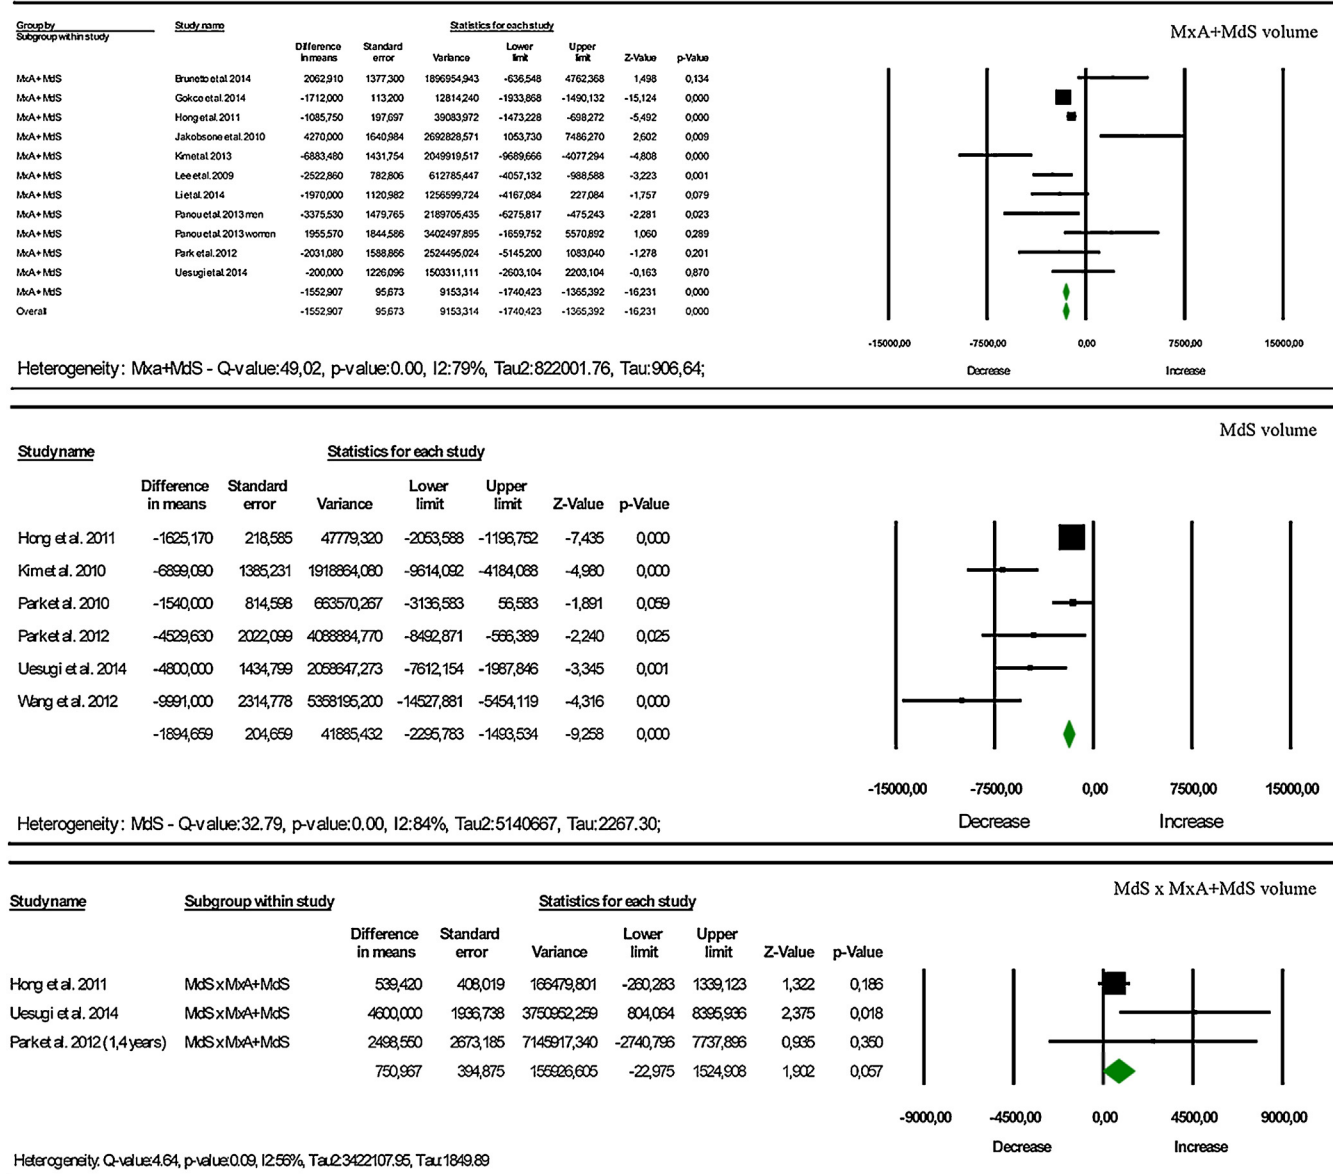 MxA+MdS volume
Group by Study name Statistics for each study
Subgroup within study
Difference Standard Lower Upper
in means error Variance limit limit Z-Value p-Value
MxA+MdS Brunetto et al. 2014 2062,910 1377,300 1896954,943 -636,548 4762,368 1,498 0,134
MxA+MdS Gokce et al. 2014 -1712,000 113,200 12814,240 -1933,868 -1490,132 -15,124 0,000
MxA+MdS Hong et al. 2011 -1085,750 197,697 39083,972 -1473,228 -698,272 -5,492 0,000
MxA+MdS Jakobsone et al. 2010 4270,000 1640,984 2692828,571 1053,730 7486,270 2,602 0,009
MxA+MdS Kim et al. 2013 -6883,480 1431,754 2049919,517 -9689,666 -4077,294 -4,808 0,000
MxA+MdS Lee et al. 2009 -2522,860 782,806 612785,447 -4057,132 -988,588 -3,223 0,001
MxA+MdS Li et al. 2014 -1970,000 1120,982 1256599,724 -4167,084 227,084 -1,757 0,079
MxA+MdS Panou et al. 2013 men -3375,530 1479,765 2189705,435 -6275,817 -475,243 -2,281 0,023
MxA+MdS Panou et al. 2013 women 1955,570 1844,586 3402497,895 -1659,752 5570,892 1,060 0,289
MxA+MdS Park et al. 2012 -2031,080 1588,866 2524495,024 -5145,200 1083,040 -1,278 0,201
MxA+MdS Uesugi et al. 2014 -200,000 1226,096 1503311,111 -2603,104 2203,104 -0,163 0,870
MxA+MdS -1552,907 95,673 9153,314 -1740,423 -1365,392 -16,231 0,000
Overall -1552,907 95,673 9153,314 -1740,423 -1365,392 -16,231 0,000
-15000,00 -7500,00 0,00 7500,00 15000,00
Decrease Increase
Heterogeneity: Mxa+MdS - Q-value:49,02, p-value:0.00, I2:79%, Tau2:822001.76, Tau:906,64;
MdS volume
Study name Statistics for each study
Difference Standard Lower Upper
in means error Variance limit limit Z-Value p-Value
Hong et al. 2011 -1625,170 218,585 47779,320 -2053,588 -1196,752 -7,435 0,000
Kim et al. 2010 -6899,090 1385,231 1918864,080 -9614,092 -4184,088 -4,980 0,000
Park et al. 2010 -1540,000 814,598 663570,267 -3136,583 56,583 -1,891 0,059
Park et al. 2012 -4529,630 2022,099 4088884,770 -8492,871 -566,389 -2,240 0,025
Uesugi et al. 2014 -4800,000 1434,799 2058647,273 -7612,154 -1987,846 -3,345 0,001
Wang et al. 2012 -9991,000 2314,778 5358195,200 -14527,881 -5454,119 -4,316 0,000
-1894,659 204,659 41885,432 -2295,783 -1493,534 -9,258 0,000
-15000,00 -7500,00 0,00 7500,00 15000,00
Decrease Increase
Heterogeneity: MdS - Q-value:32.79, p-value:0.00, I2:84%, Tau2:5140667, Tau:2267.30;
MdS x MxA+MdS volume
Study name Subgroup within study Statistics for each study
Difference Standard Lower Upper
in means error Variance limit limit Z-Value p-Value
Hong et al. 2011 MdS x MxA+MdS 539,420 408,019 166479,801 -260,283 1339,123 1,322 0,186
Uesugi et al. 2014 MdS x MxA+MdS 4600,000 1936,738 3750952,259 804,064 8395,936 2,375 0,018
Park et al. 2012 (1,4 years) MdS x MxA+MdS 2498,550 2673,185 7145917,340 -2740,796 7737,896 0,935 0,350
750,967 394,875 155926,605 -22,975 1524,908 1,902 0,057
-9000,00 -4500,00 0,00 4500,00 9000,00
Decrease Increase
Heterogeneity: Q-value:4.64, p-value:0.09, I2:56%, Tau2:3422107.95, Tau:1849.89